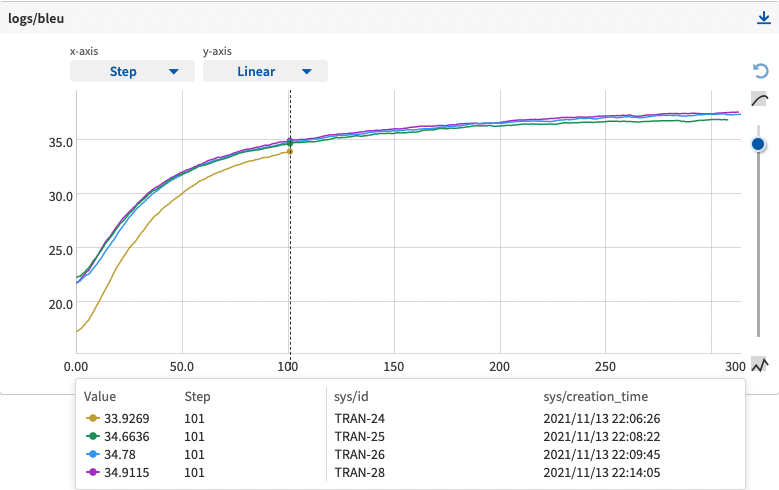 logs/bleu
x-axis y-axis
Step Linear
35.0
30.0
25.0
20.0
0.00 50.0 100 150 200 250 300
Value Step sys/id sys/creation_time
33.9269 101 TRAN-24 2021/11/13 22:06:26
34.6636 101 TRAN-25 2021/11/13 22:08:22
34.78 101 TRAN-26 2021/11/13 22:09:45
34.9115 101 TRAN-28 2021/11/13 22:14:05